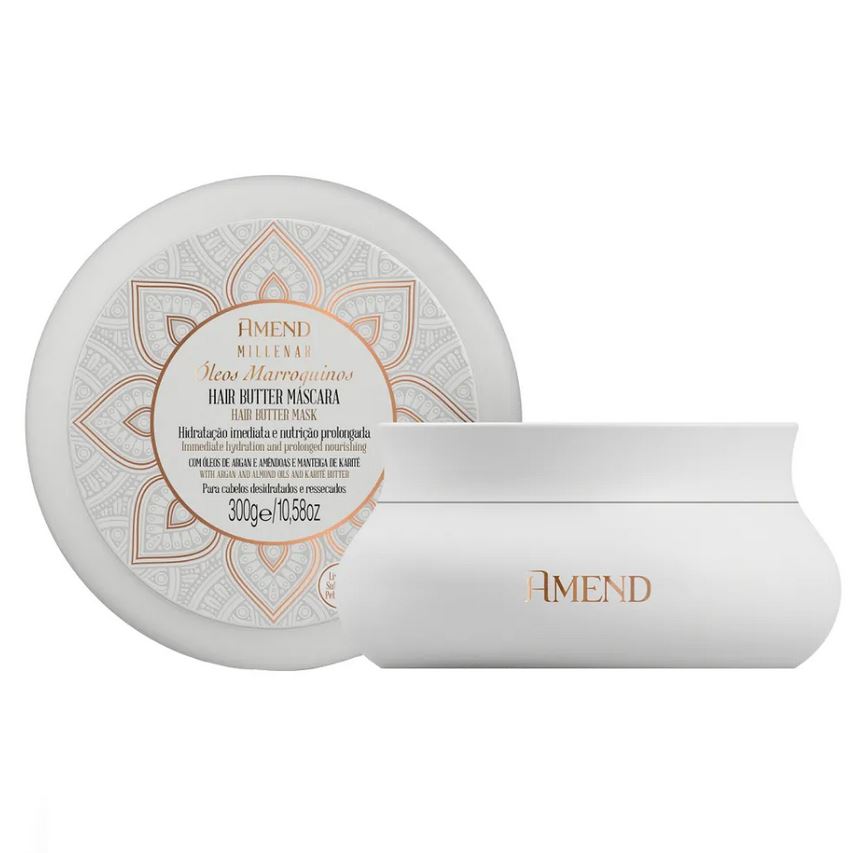 AMEND
MILLENAR
Óleos Marroquinos
HAIR BUTTER MÁSCARA
HAIR BUTTER MASK
Hidratação imediata e nutrição prolongada
Immediate hydration and prolonged nourishing
COM ÓLEOS DE ARGAN E AMÊNDOAS E MANTEIGA DE KARITÊ
WITH ARGAN AND ALMOND OILS AND KARITÉ BUTTER
Para cabelos desidratados e ressecados
300g℮/10,58oz
AMEND